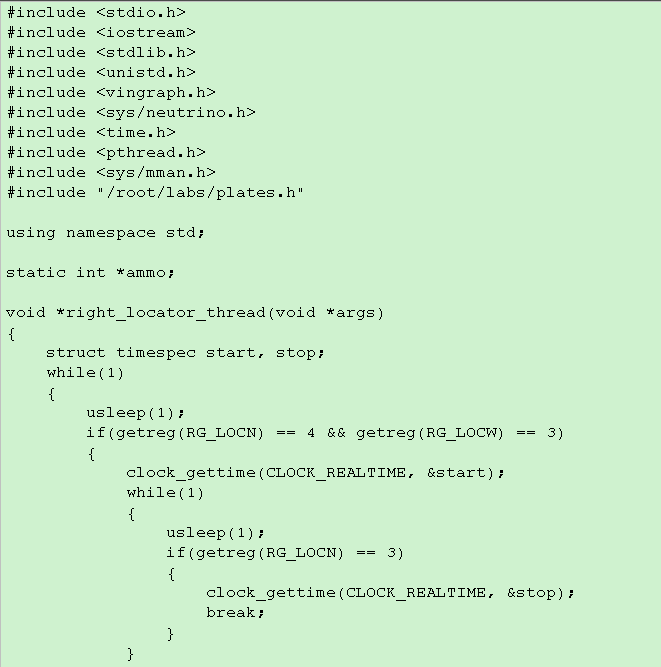 #include <stdio.h>
#include <iostream>
#include <stdlib.h>
#include <unistd.h>
#include <vingraph.h>
#include <sys/neutrino.h>
#include <time.h>
#include <pthread.h>
#include <sys/mman.h>
#include "/root/labs/plates.h"

using namespace std;

static int *ammo;

void *right_locator_thread(void *args)
{
    struct timespec start, stop;
    while(1)
    {
        usleep(1);
        if(getreg(RG_LOCN) == 4 && getreg(RG_LOCW) == 3)
        {
            clock_gettime(CLOCK_REALTIME, &start);
            while(1)
            {
                usleep(1);
                if(getreg(RG_LOCN) == 3)
                {
                    clock_gettime(CLOCK_REALTIME, &stop);
                    break;
                }
            }